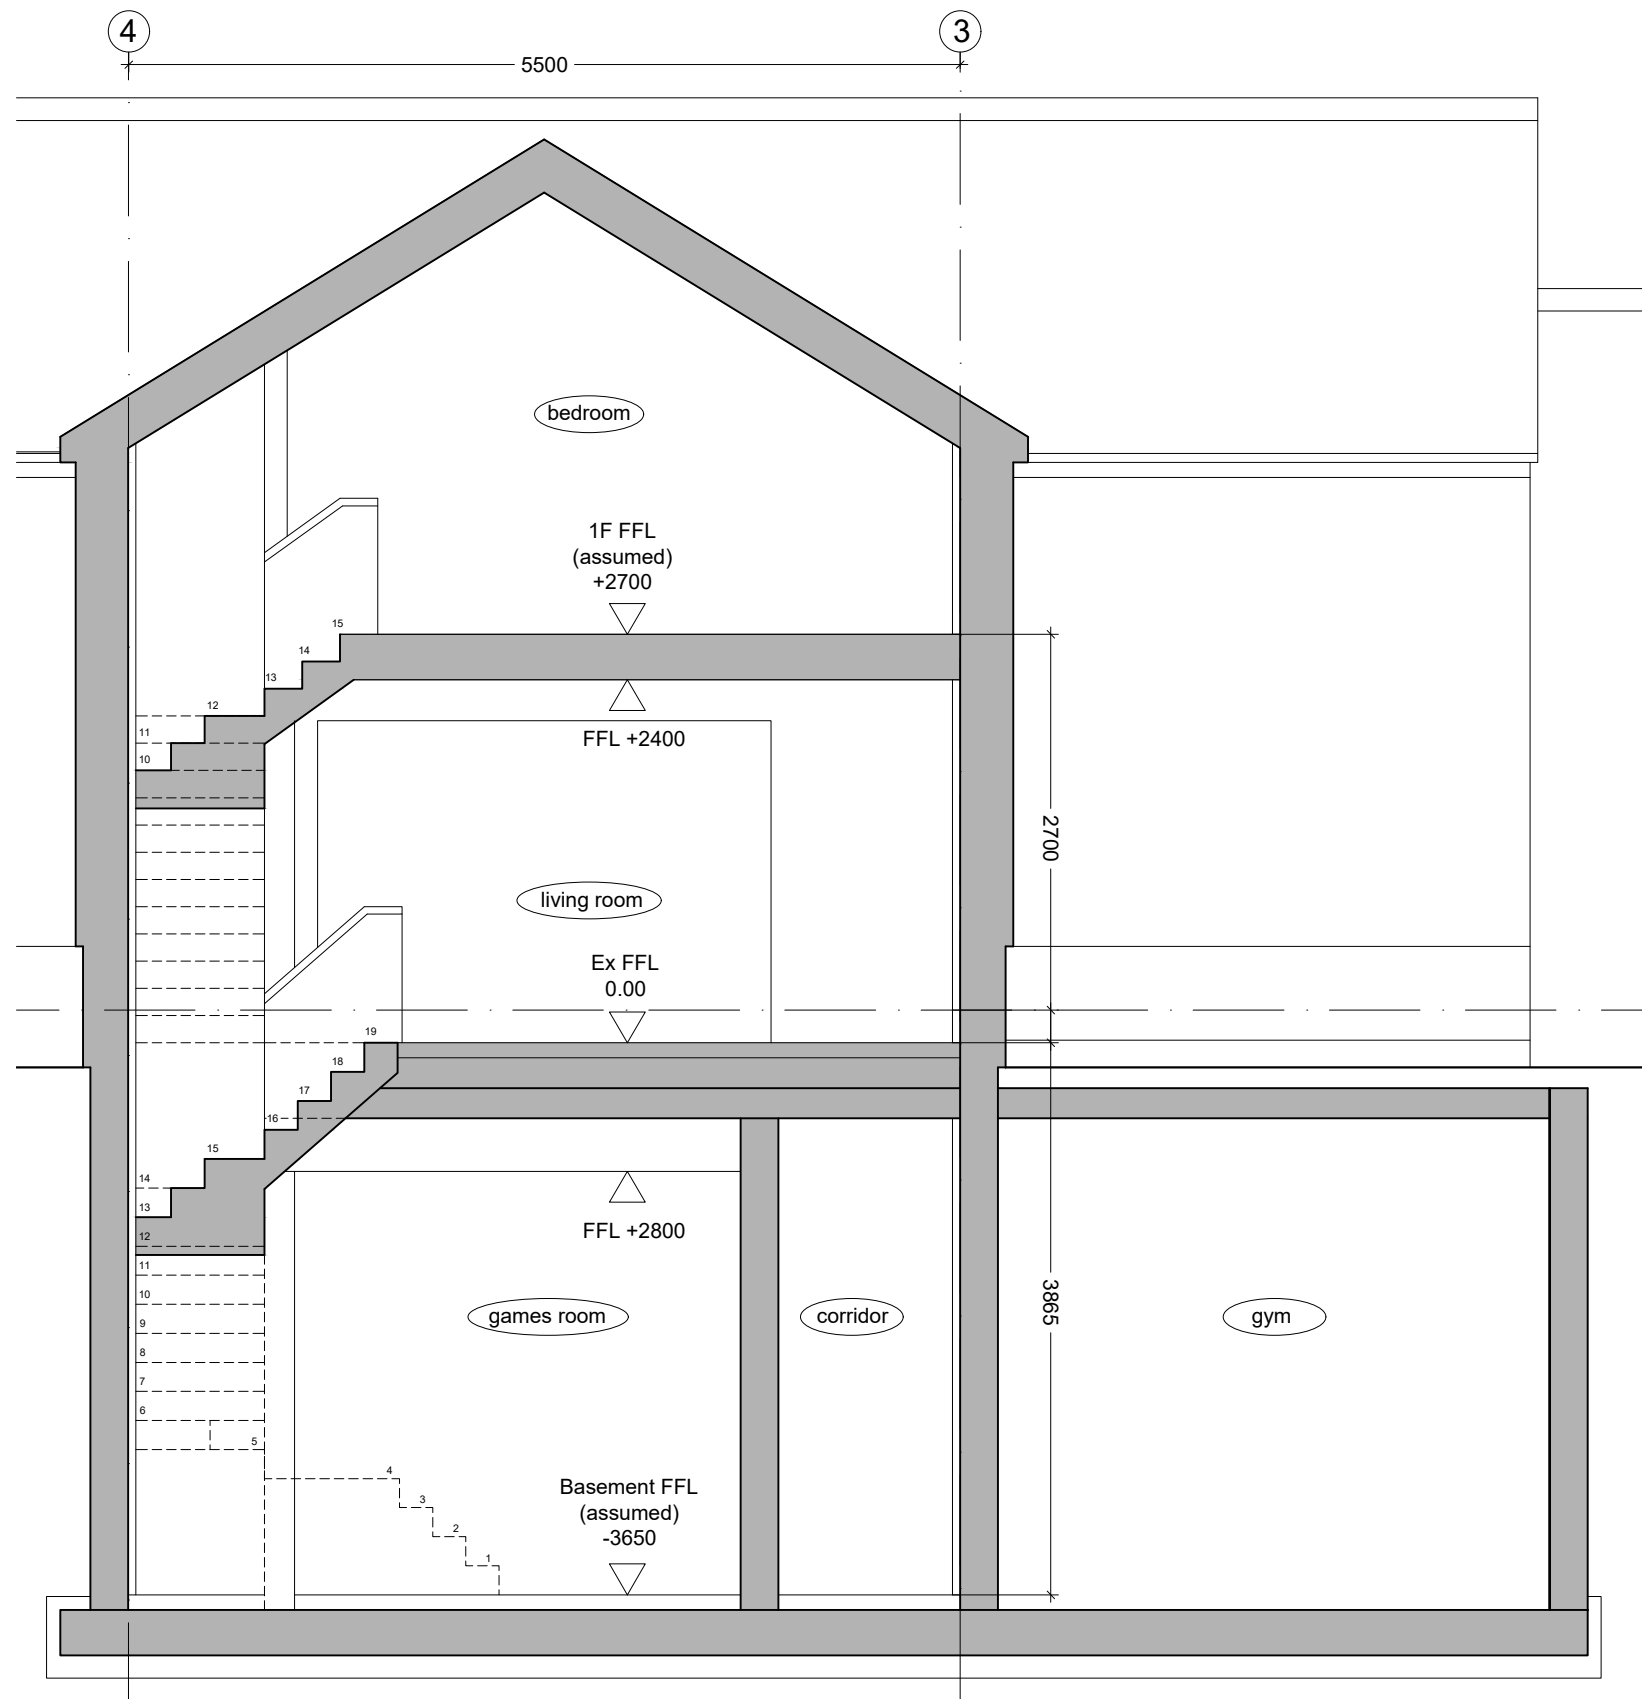 4
3
5500
bedroom
1F FFL
(assumed)
+2700
15
14
13
12
11
10
FFL +2400
2700
living room
Ex FFL
0.00
19
18
17
16
15
14
13
12
11
10
9
8
7
6
5
4
3
2
1
FFL +2800
3865
games room
corridor
gym
Basement FFL
(assumed)
-3650